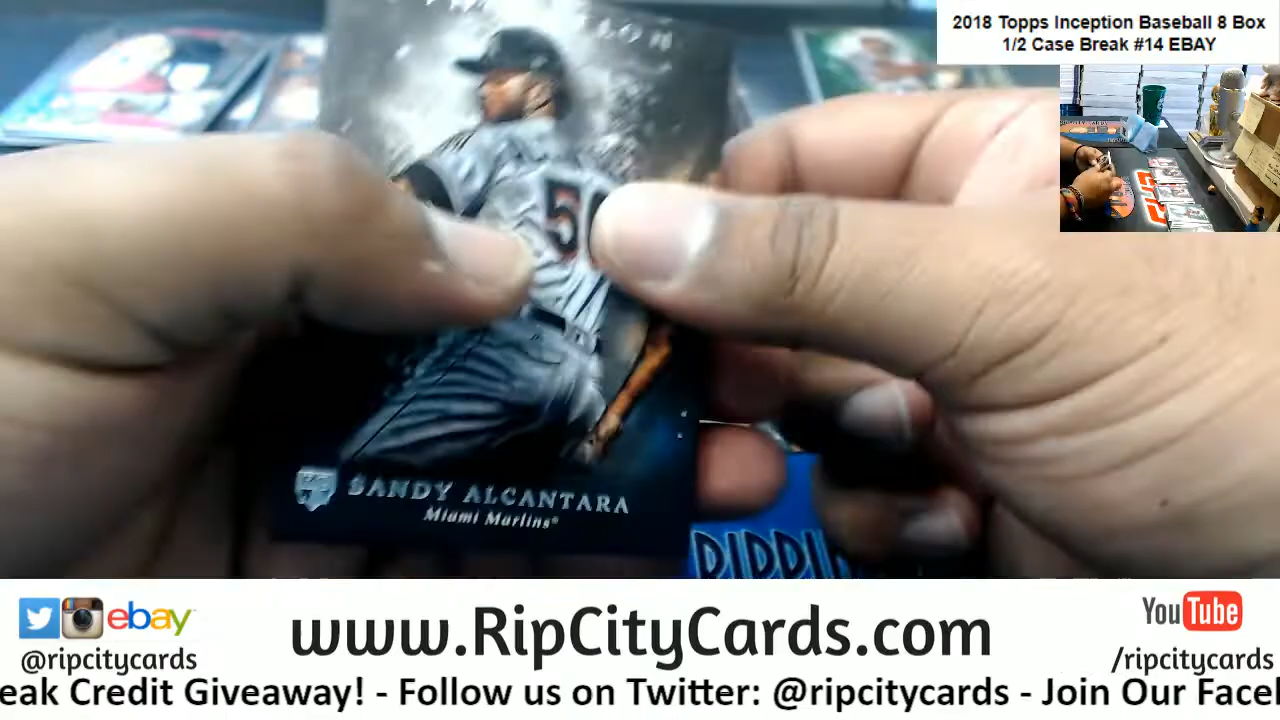 2018 Topps Inception Baseball 8 Box
1/2 Case Break #14 EBAY
SANDY ALCANTARA
Miami Marlins®
ebay
@ripcitycards
www.RipCityCards.com
YouTube
/ripcitycards
eak Credit Giveaway! - Follow us on Twitter: @ripcitycards - Join Our Face